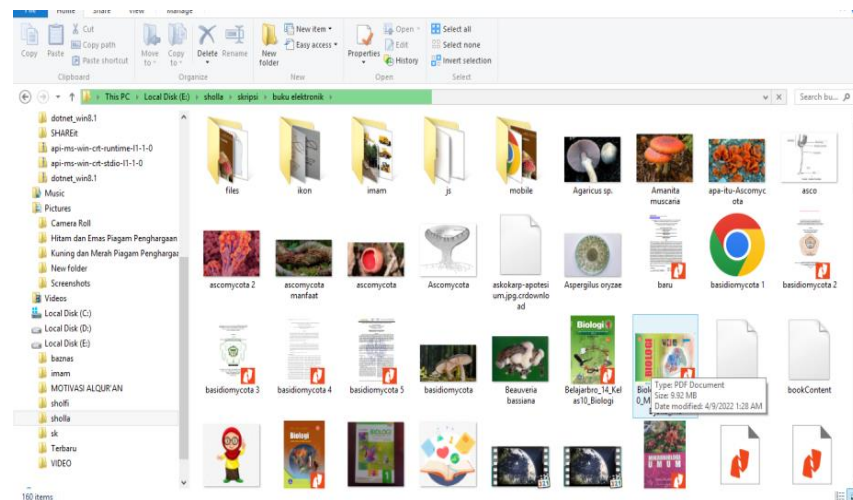 File Home Share View Manage
Copy
Paste
Cut
Copy path
Paste shortcut
Move to
Copy to
Delete
Rename
New folder
New item
Easy access
Properties
Open
Edit
History
Select all
Select none
Invert selection
Clipboard
Organize
New
Open
Select
This PC Local Disk (E:) sholla skripsi buku elektronik
Search bu...
dotnet_win8.1
SHAREit
api-ms-win-crt-runtime-l1-1-0
api-ms-win-crt-stdio-l1-1-0
dotnet_win8.1
Music
Pictures
Camera Roll
Hitam dan Emas Piagam Penghargaan
Kuning dan Merah Piagam Penghargaa
New folder
Screenshots
Videos
Local Disk (C:)
Local Disk (D:)
Local Disk (E:)
baznas
imam
MOTIVASI ALQUR'AN
sholfi
sholla
sk
Terbaru
VIDEO
files
ikon
imam
js
mobile
Agaricus sp.
Amanita muscaria
apa-itu-Ascomycota
asco
ascomycota 2
ascomycota manfaat
ascomycota
Ascomycota
askokarp-apotesium.jpg.crdownload
Aspergilus oryzae
baru
basidiomycota 1
basidiomycota 2
basidiomycota 3
basidiomycota 4
basidiomycota 5
basidiomycota
Beauveria bassiana
Biologi
Belajarbro_14_Kelas10_Biologi
BIOLOGI
Type: PDF Document
Size: 9.92 MB
Date modified: 4/9/2022 1:28 AM
bookContent
Biologi
BIOLOGI
UMUM
160 items